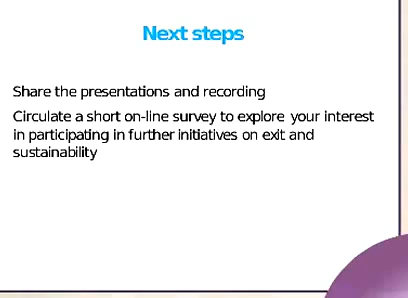 Next steps
Share the presentations and recording
Circulate a short on-line survey to explore your interest
in participating in further initiatives on exit and
sustainability